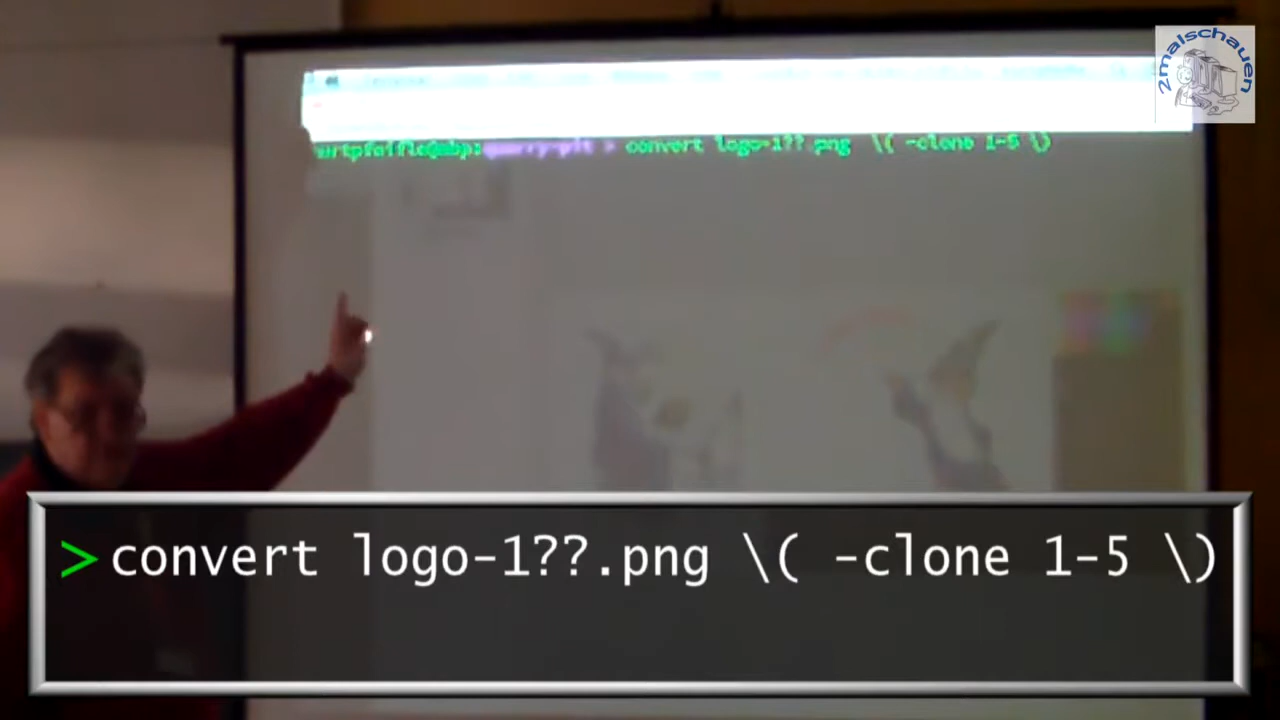 2malschauen
convert logo-1??.png \( -clone 1-5 \)
>convert logo-1??.png \( -clone 1-5 \)